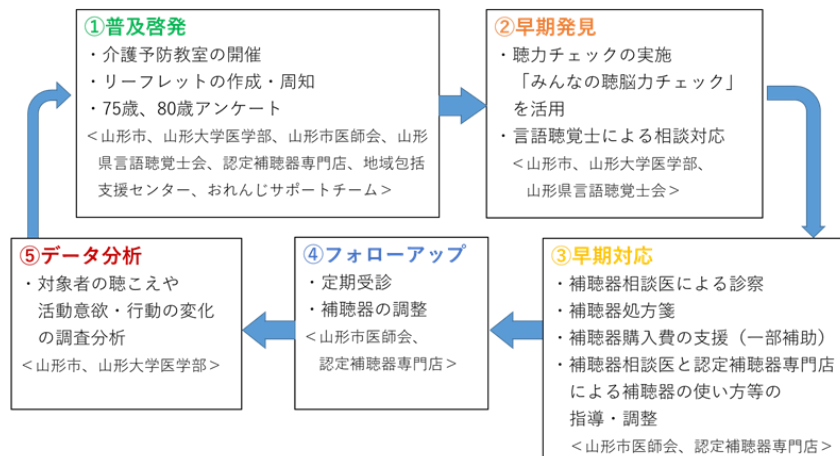 ①普及啓発
・介護予防教室の開催
・リーフレットの作成・周知
・75歳、80歳アンケート
＜山形市、山形大学医学部、山形市医師会、山形
県言語聴覚士会、認定補聴器専門店、地域包括
支援センター、おれんじサポートチーム＞
②早期発見
・聴力チェックの実施
「みんなの聴脳力チェック」
を活用
・言語聴覚士による相談対応
＜山形市、山形大学医学部、
山形県言語聴覚士会＞
③早期対応
・補聴器相談医による診察
・補聴器処方箋
・補聴器購入費の支援（一部補助）
・補聴器相談医と認定補聴器専門店
による補聴器の使い方等の
指導・調整
＜山形市医師会、認定補聴器専門店＞
④フォローアップ
・定期受診
・補聴器の調整
＜山形市医師会、
認定補聴器専門店＞
⑤データ分析
・対象者の聴こえや
活動意欲・行動の変化
の調査分析
＜山形市、山形大学医学部＞